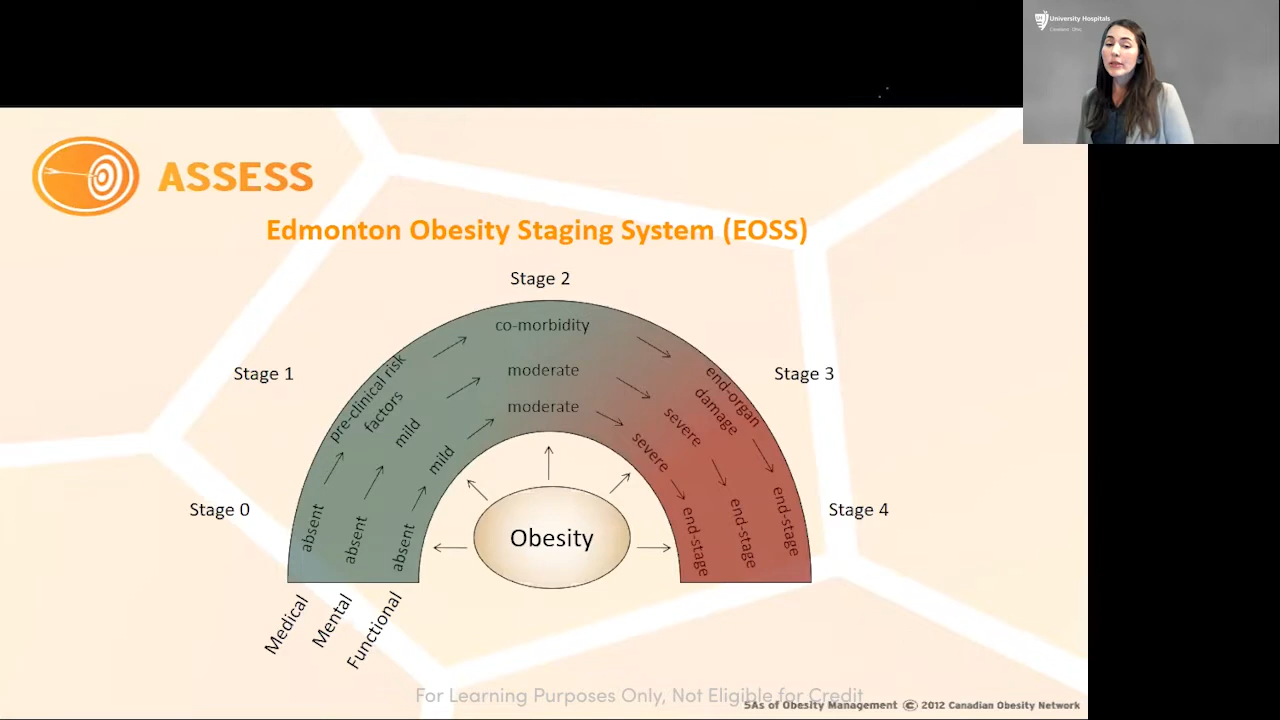 University Hospitals
Cleveland Ohio
ASSESS
Edmonton Obesity Staging System (EOSS)
Stage 2
co-morbidity
Stage 1
Stage 3
pre-clinical risk
factors
moderate
end-organ
damage
moderate
mild
severe
mild
severe
Stage 0
Stage 4
absent
absent
absent
Obesity
end-stage
end-stage
end-stage
Medical
Mental
Functional
For Learning Purposes Only, Not Eligible for Credit
5As of Obesity Management © 2012 Canadian Obesity Network